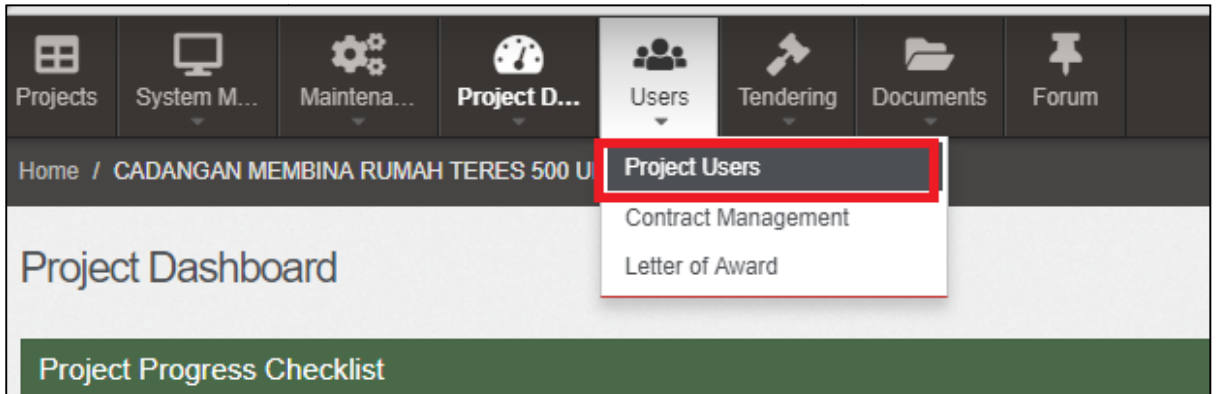 Projects System M... Maintena... Project D... Users Tendering Documents Forum
Home / CADANGAN MEMBINA RUMAH TERES 500 U
Project Users
Contract Management
Letter of Award
Project Dashboard
Project Progress Checklist